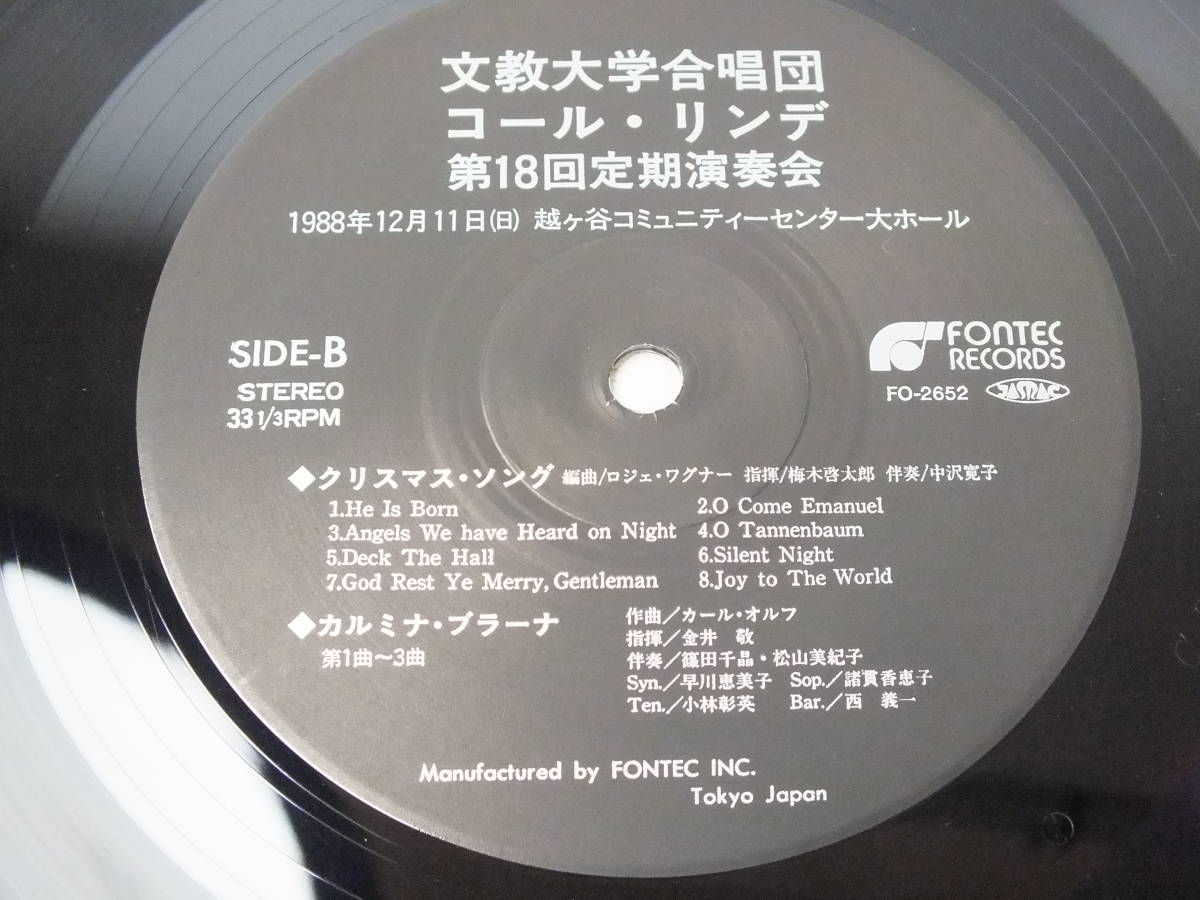 文教大学合唱団
コール・リンデ
第18回定期演奏会
1988年12月11日(日) 越ヶ谷コミュニティーセンター大ホール
SIDE-B
STEREO
33 1/3RPM
FONTEC
RECORDS
FO-2652 JASRAC
◆クリスマス・ソング 編曲/ロジェ・ワグナー 指揮/梅木啓太郎 伴奏/中沢寛子
1.He Is Born 2.O Come Emanuel
3.Angels We have Heard on Night 4.O Tannenbaum
5.Deck The Hall 6.Silent Night
7.God Rest Ye Merry, Gentleman 8.Joy to The World
◆カルミナ・ブラーナ
第1曲〜3曲
作曲/カール・オルフ
指揮/金井 敬
伴奏/篠田千晶・松山美紀子
Syn./早川恵美子 Sop./諸貫香恵子
Ten./小林彰英 Bar./西 義一
Manufactured by FONTEC INC.
Tokyo Japan